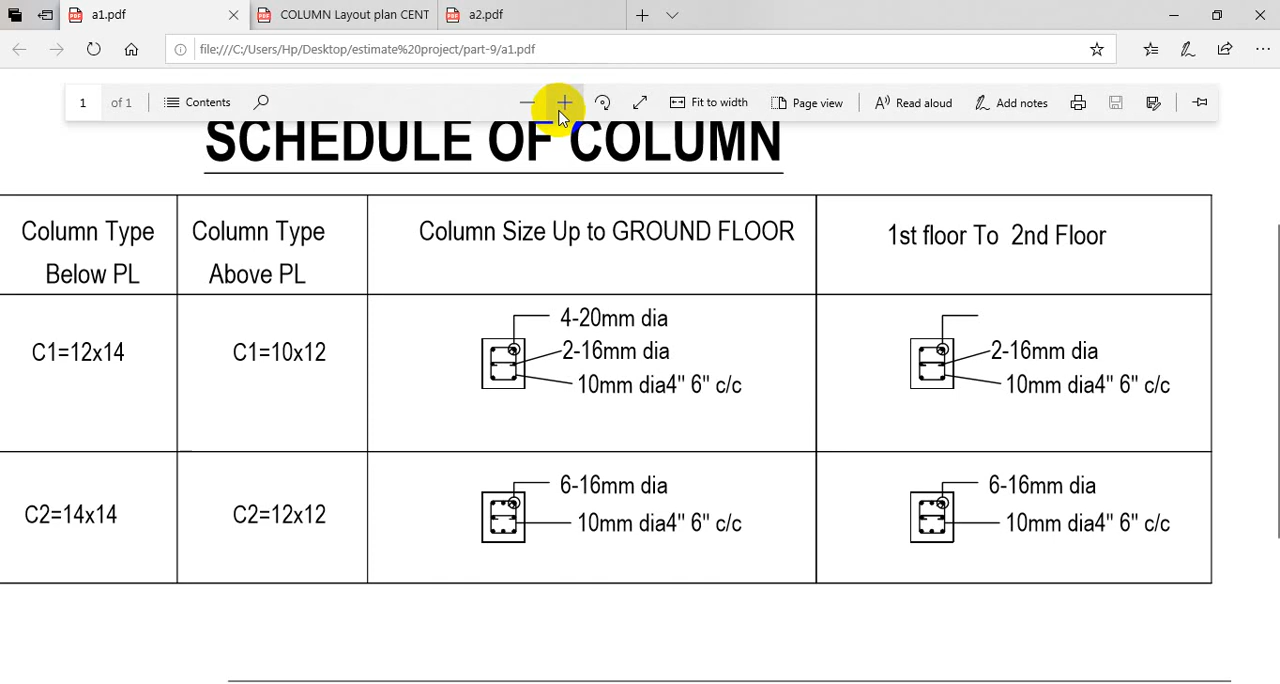 a1.pdf
COLUMN Layout plan CENT
a2.pdf
file:///C:/Users/Hp/Desktop/estimate%20project/part-9/a1.pdf
1 of 1
Contents
Fit to width
Page view
Read aloud
Add notes
SCHEDULE OF COLUMN
Column Type
Below PL
Column Type
Above PL
Column Size Up to GROUND FLOOR
1st floor To 2nd Floor
C1=12x14
C1=10x12
4-20mm dia
2-16mm dia
10mm dia4" 6" c/c
2-16mm dia
10mm dia4" 6" c/c
C2=14x14
C2=12x12
6-16mm dia
10mm dia4" 6" c/c
6-16mm dia
10mm dia4" 6" c/c